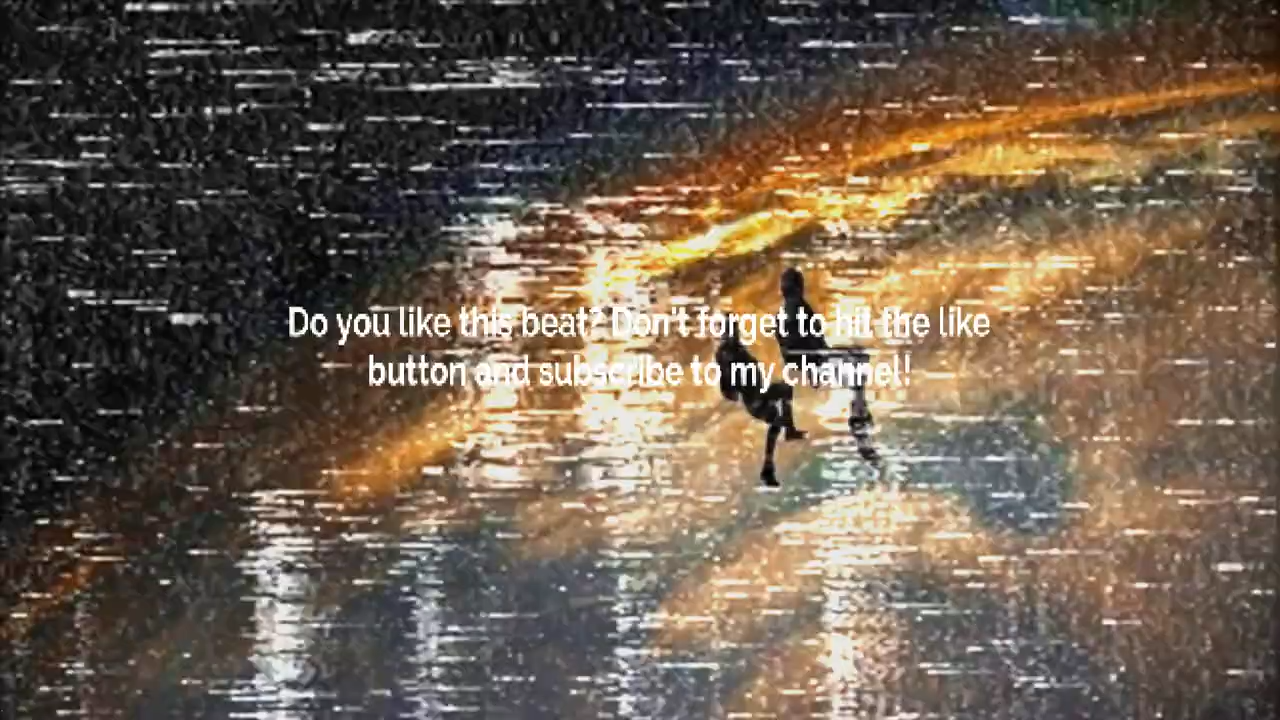 Do you like this beat? Don't forget to hit the like
button and subscribe to my channel!